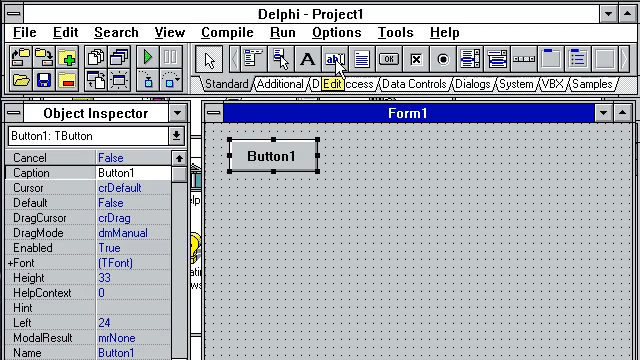 Delphi - Project1
File Edit Search View Compile Run Options Tools Help
A ab OK
Standard Additional D Edit ccess Data Controls Dialogs System VBX Samples
Object Inspector
Form1
Button1: TButton
Cancel False
Caption Button1
Cursor crDefault
Default False
DragCursor crDrag
DragMode dmManual
Enabled True
+Font (TFont)
Height 33
HelpContext 0
Hint
Left 24
ModalResult mrNone
Name Button1
Button1